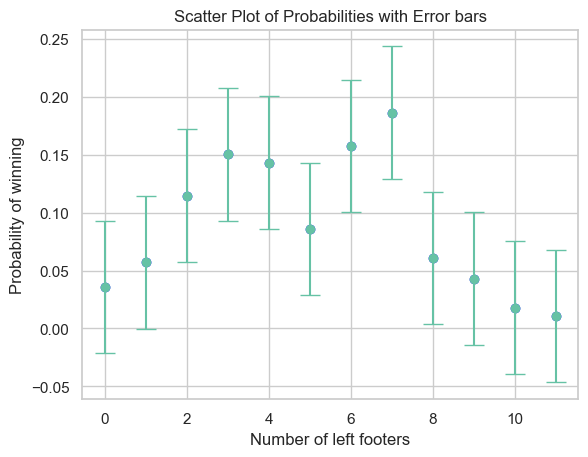 Scatter Plot of Probabilities with Error bars
0.25
0.20
0.15
0.10
0.05
0.00
−0.05
Probability of winning
0 2 4 6 8 10
Number of left footers